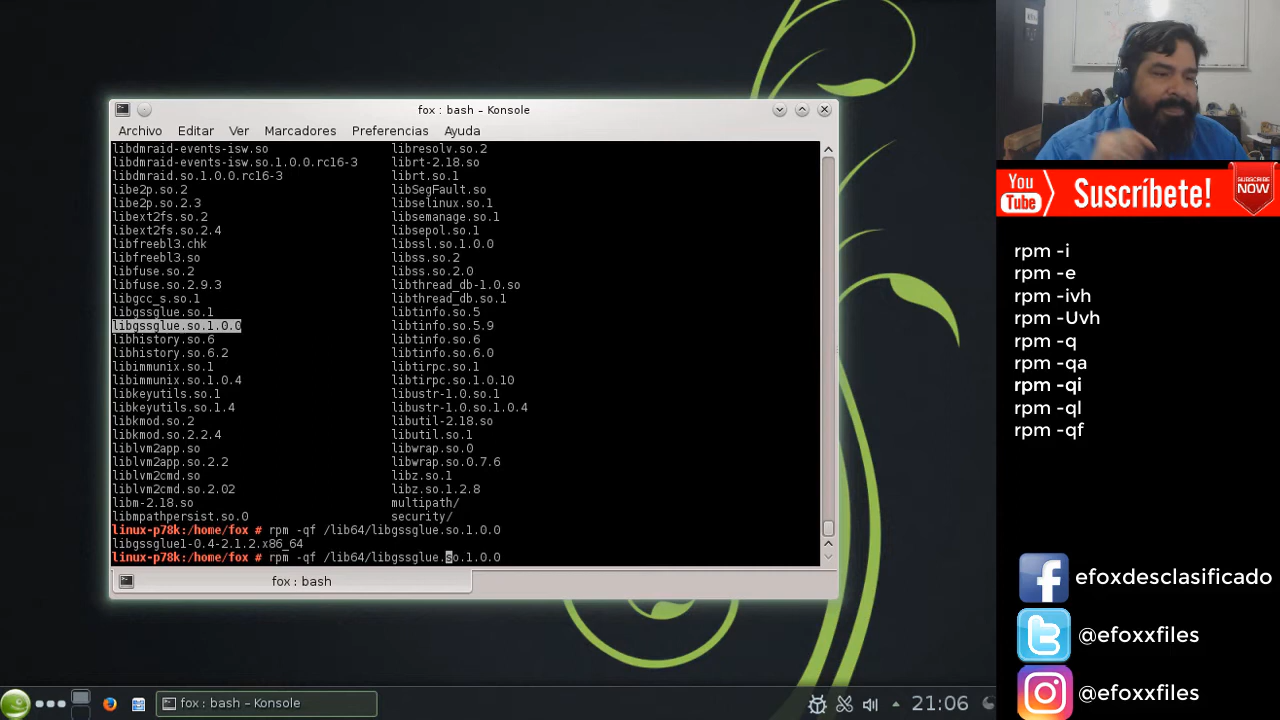 fox : bash – Konsole
Archivo Editar Ver Marcadores Preferencias Ayuda
libdmraid-events-isw.so libresolv.so.2
libdmraid-events-isw.so.1.0.0.rc16-3 librt-2.18.so
libdmraid.so.1.0.0.rc16-3 librt.so.1
libe2p.so.2 libSegFault.so
libe2p.so.2.3 libselinux.so.1
libext2fs.so.2 libsemanage.so.1
libext2fs.so.2.4 libsepol.so.1
libfreebl3.chk libssl.so.1.0.0
libfreebl3.so libss.so.2
libfuse.so.2 libss.so.2.0
libfuse.so.2.9.3 libthread_db-1.0.so
libgcc_s.so.1 libthread_db.so.1
libgssglue.so.1 libtinfo.so.5
libgssglue.so.1.0.0 libtinfo.so.5.9
libhistory.so.6 libtinfo.so.6
libhistory.so.6.2 libtinfo.so.6.0
libimmunix.so.1 libtirpc.so.1
libimmunix.so.1.0.4 libtirpc.so.1.0.10
libkeyutils.so.1 libustr-1.0.so.1
libkeyutils.so.1.4 libustr-1.0.so.1.0.4
libkmod.so.2 libutil-2.18.so
libkmod.so.2.2.4 libutil.so.1
liblvm2app.so libwrap.so.0
liblvm2app.so.2.2 libwrap.so.0.7.6
liblvm2cmd.so libz.so.1
liblvm2cmd.so.2.02 libz.so.1.2.8
libm-2.18.so multipath/
libmpathpersist.so.0 security/
linux-p78k:/home/fox # rpm -qf /lib64/libgssglue.so.1.0.0
libgssglue1-0.4-2.1.2.x86_64
linux-p78k:/home/fox # rpm -qf /lib64/libgssglue.so.1.0.0
fox : bash
fox : bash – Konsole
21:06
You Tube
Suscríbete!
SUBSCRIBE NOW
rpm -i
rpm -e
rpm -ivh
rpm -Uvh
rpm -q
rpm -qa
rpm -qi
rpm -ql
rpm -qf
efoxdesclasificado
@efoxxfiles
@efoxxfiles